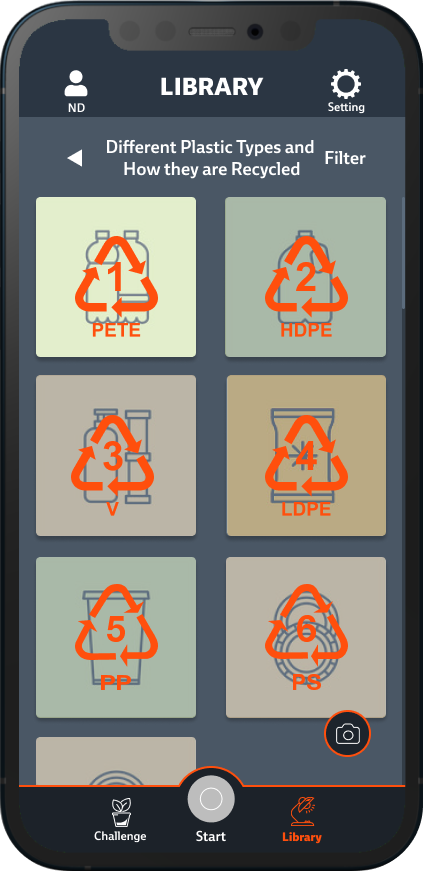 LIBRARY
ND
Setting
Different Plastic Types and
How they are Recycled
Filter
1
PETE
2
HDPE
3
V
4
LDPE
5
PP
6
PS
Challenge
Start
Library